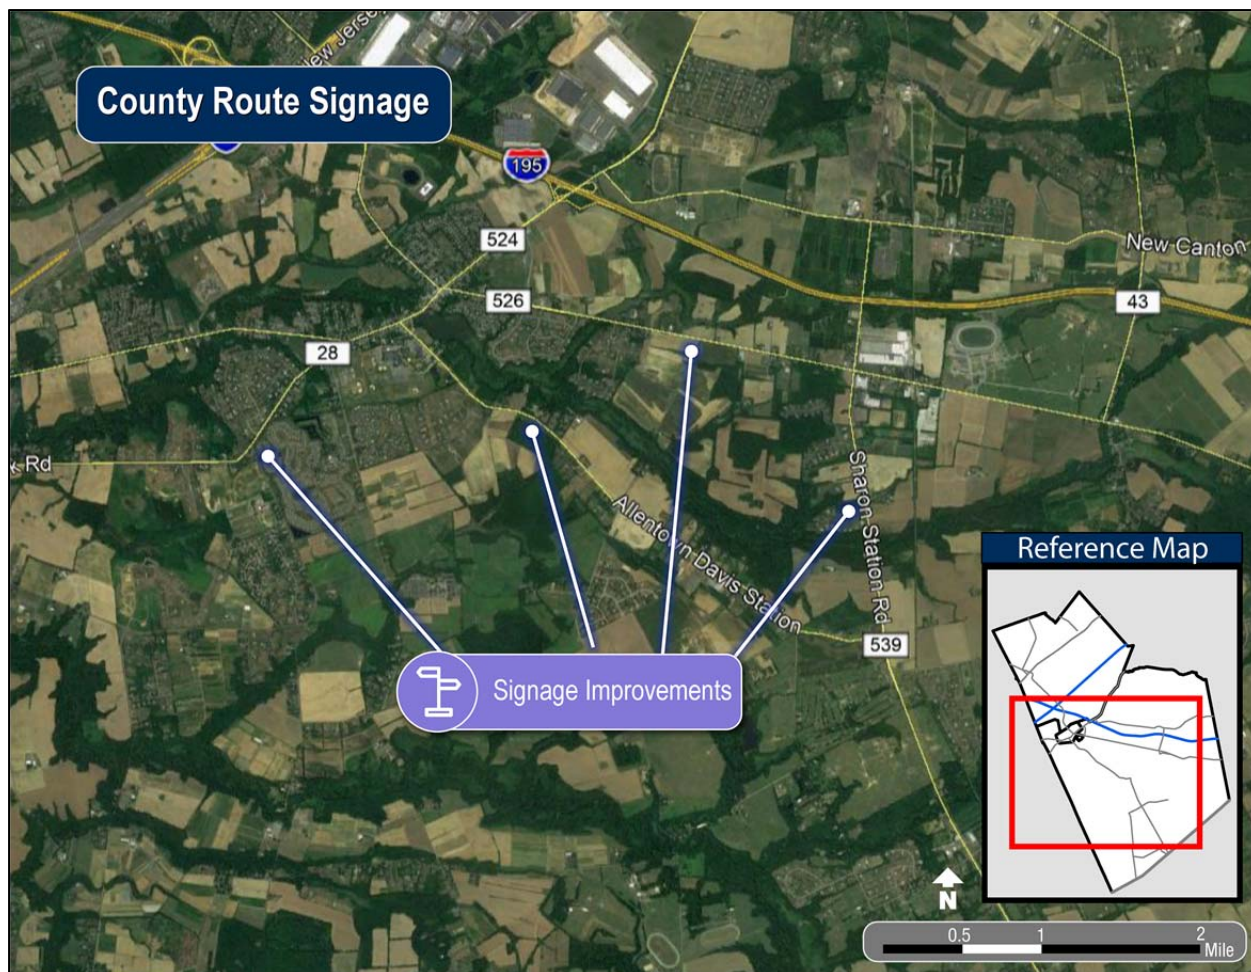 New Jersey
County Route Signage
195
524
New Canton
526
43
28
k Rd
Sharon Station Rd
Allentown Davis Station
539
Signage Improvements
Reference Map
N
0.5 1 2
Mile